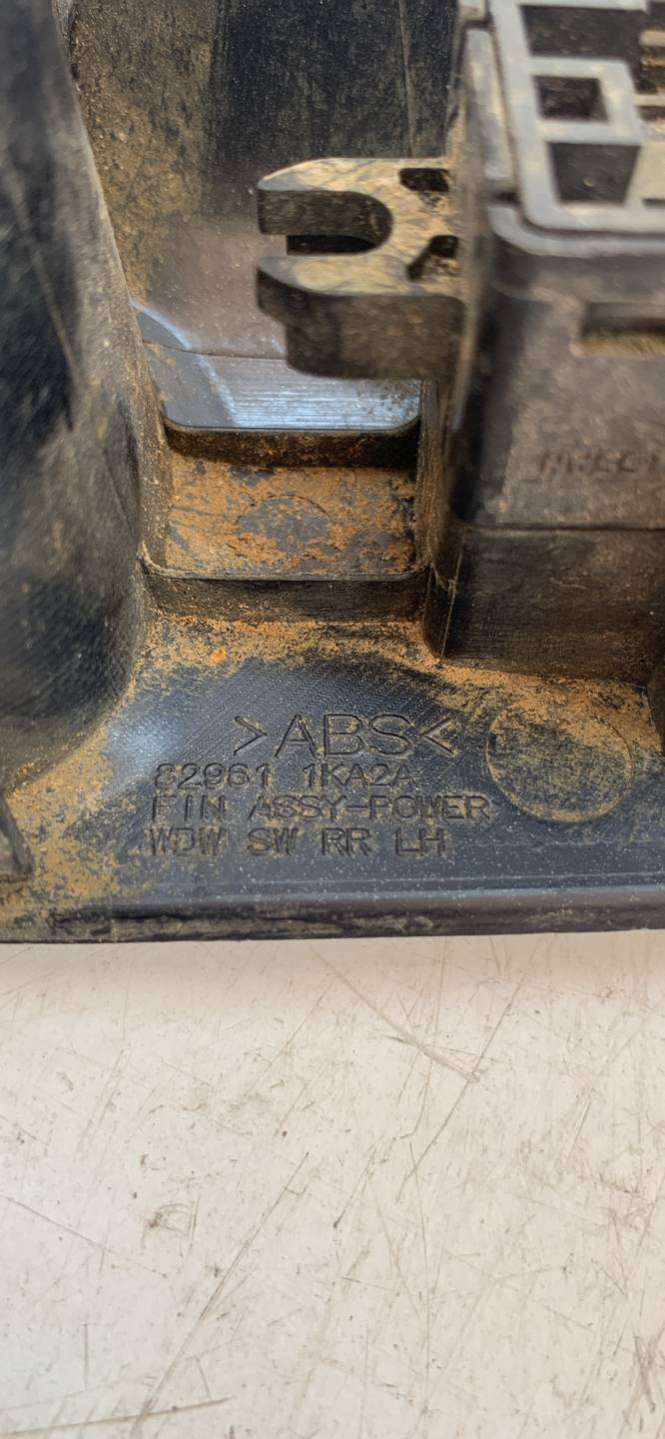 >ABS<
82961 1KA2A
FIN ASSY-POWER
WDW SW RR LH